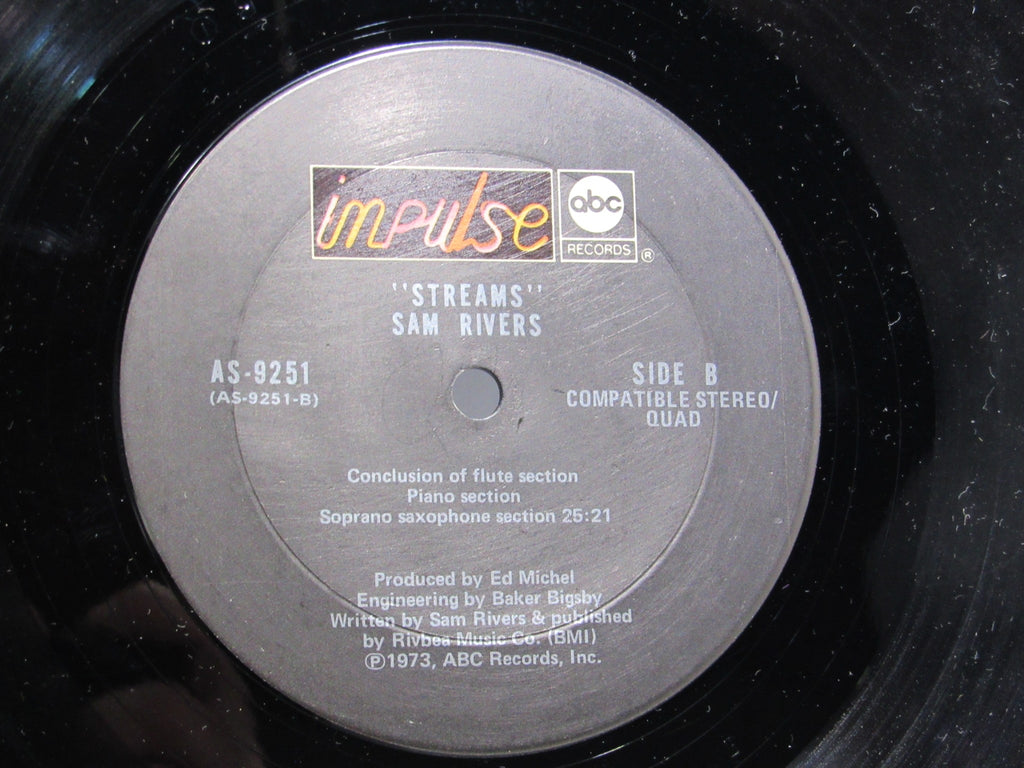 impulse
abc
RECORDS ®
"STREAMS"
SAM RIVERS
AS-9251
(AS-9251-B)
SIDE B
COMPATIBLE STEREO/
QUAD
Conclusion of flute section
Piano section
Soprano saxophone section 25:21
Produced by Ed Michel
Engineering by Baker Bigsby
Written by Sam Rivers & published
by Rivbea Music Co. (BMI)
℗1973, ABC Records, Inc.